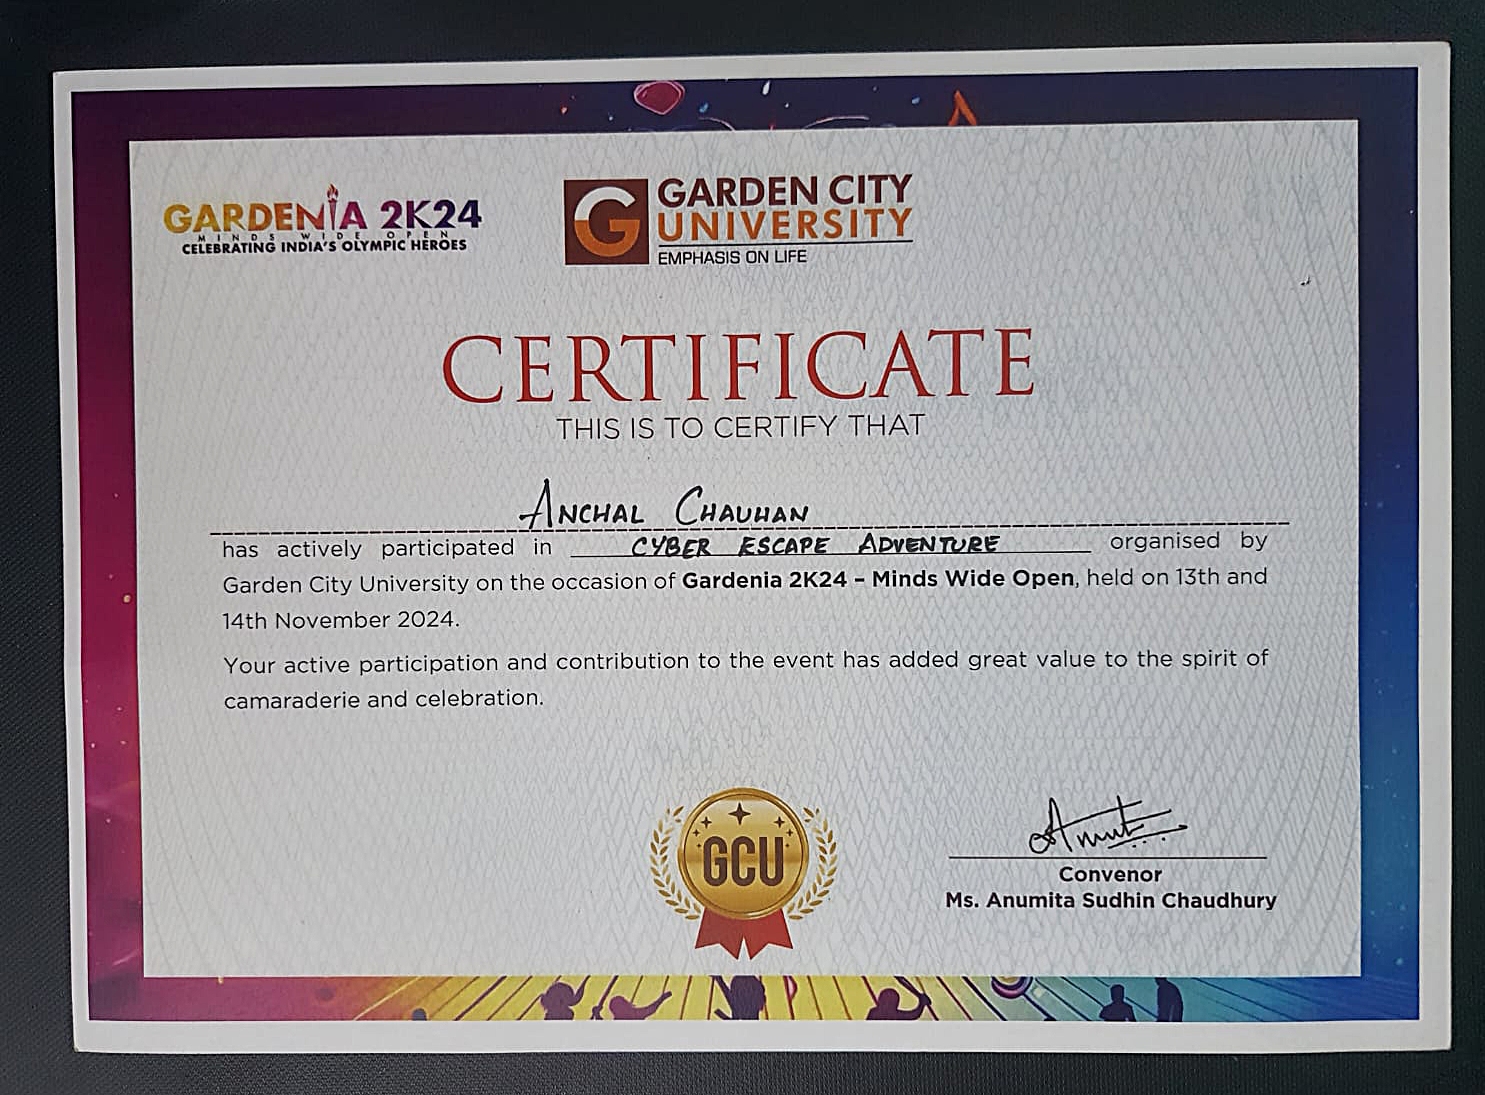 GARDENIA 2K24
MINDS WIDE OPEN
CELEBRATING INDIA'S OLYMPIC HEROES
G GARDEN CITY
UNIVERSITY
EMPHASIS ON LIFE
CERTIFICATE
THIS IS TO CERTIFY THAT
ANCHAL CHAUHAN
has actively participated in CYBER ESCAPE ADVENTURE organised by
Garden City University on the occasion of Gardenia 2K24 – Minds Wide Open, held on 13th and
14th November 2024.
Your active participation and contribution to the event has added great value to the spirit of
camaraderie and celebration.
GCU
Convenor
Ms. Anumita Sudhin Chaudhury